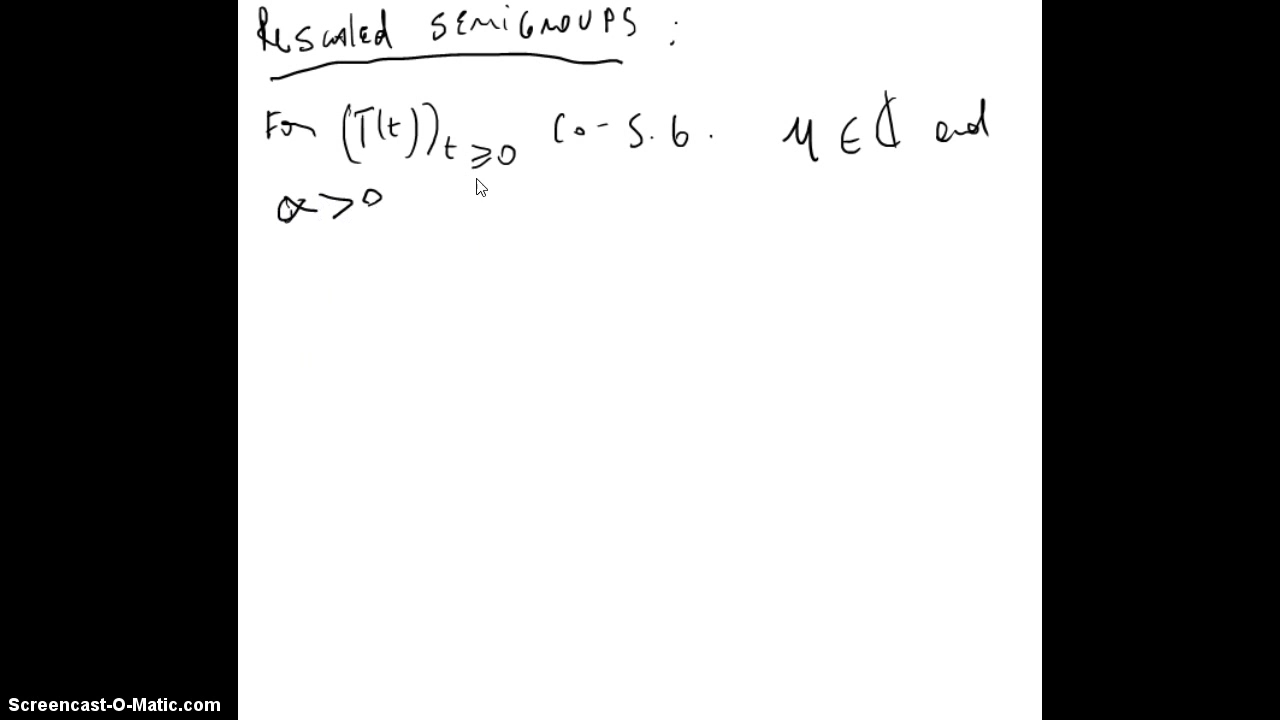 Rescaled SEMIGROUPS :
For (T(t))_{t ≥ 0} C₀ - S.G. μ ∈ ℂ and
α > 0
Screencast-O-Matic.com